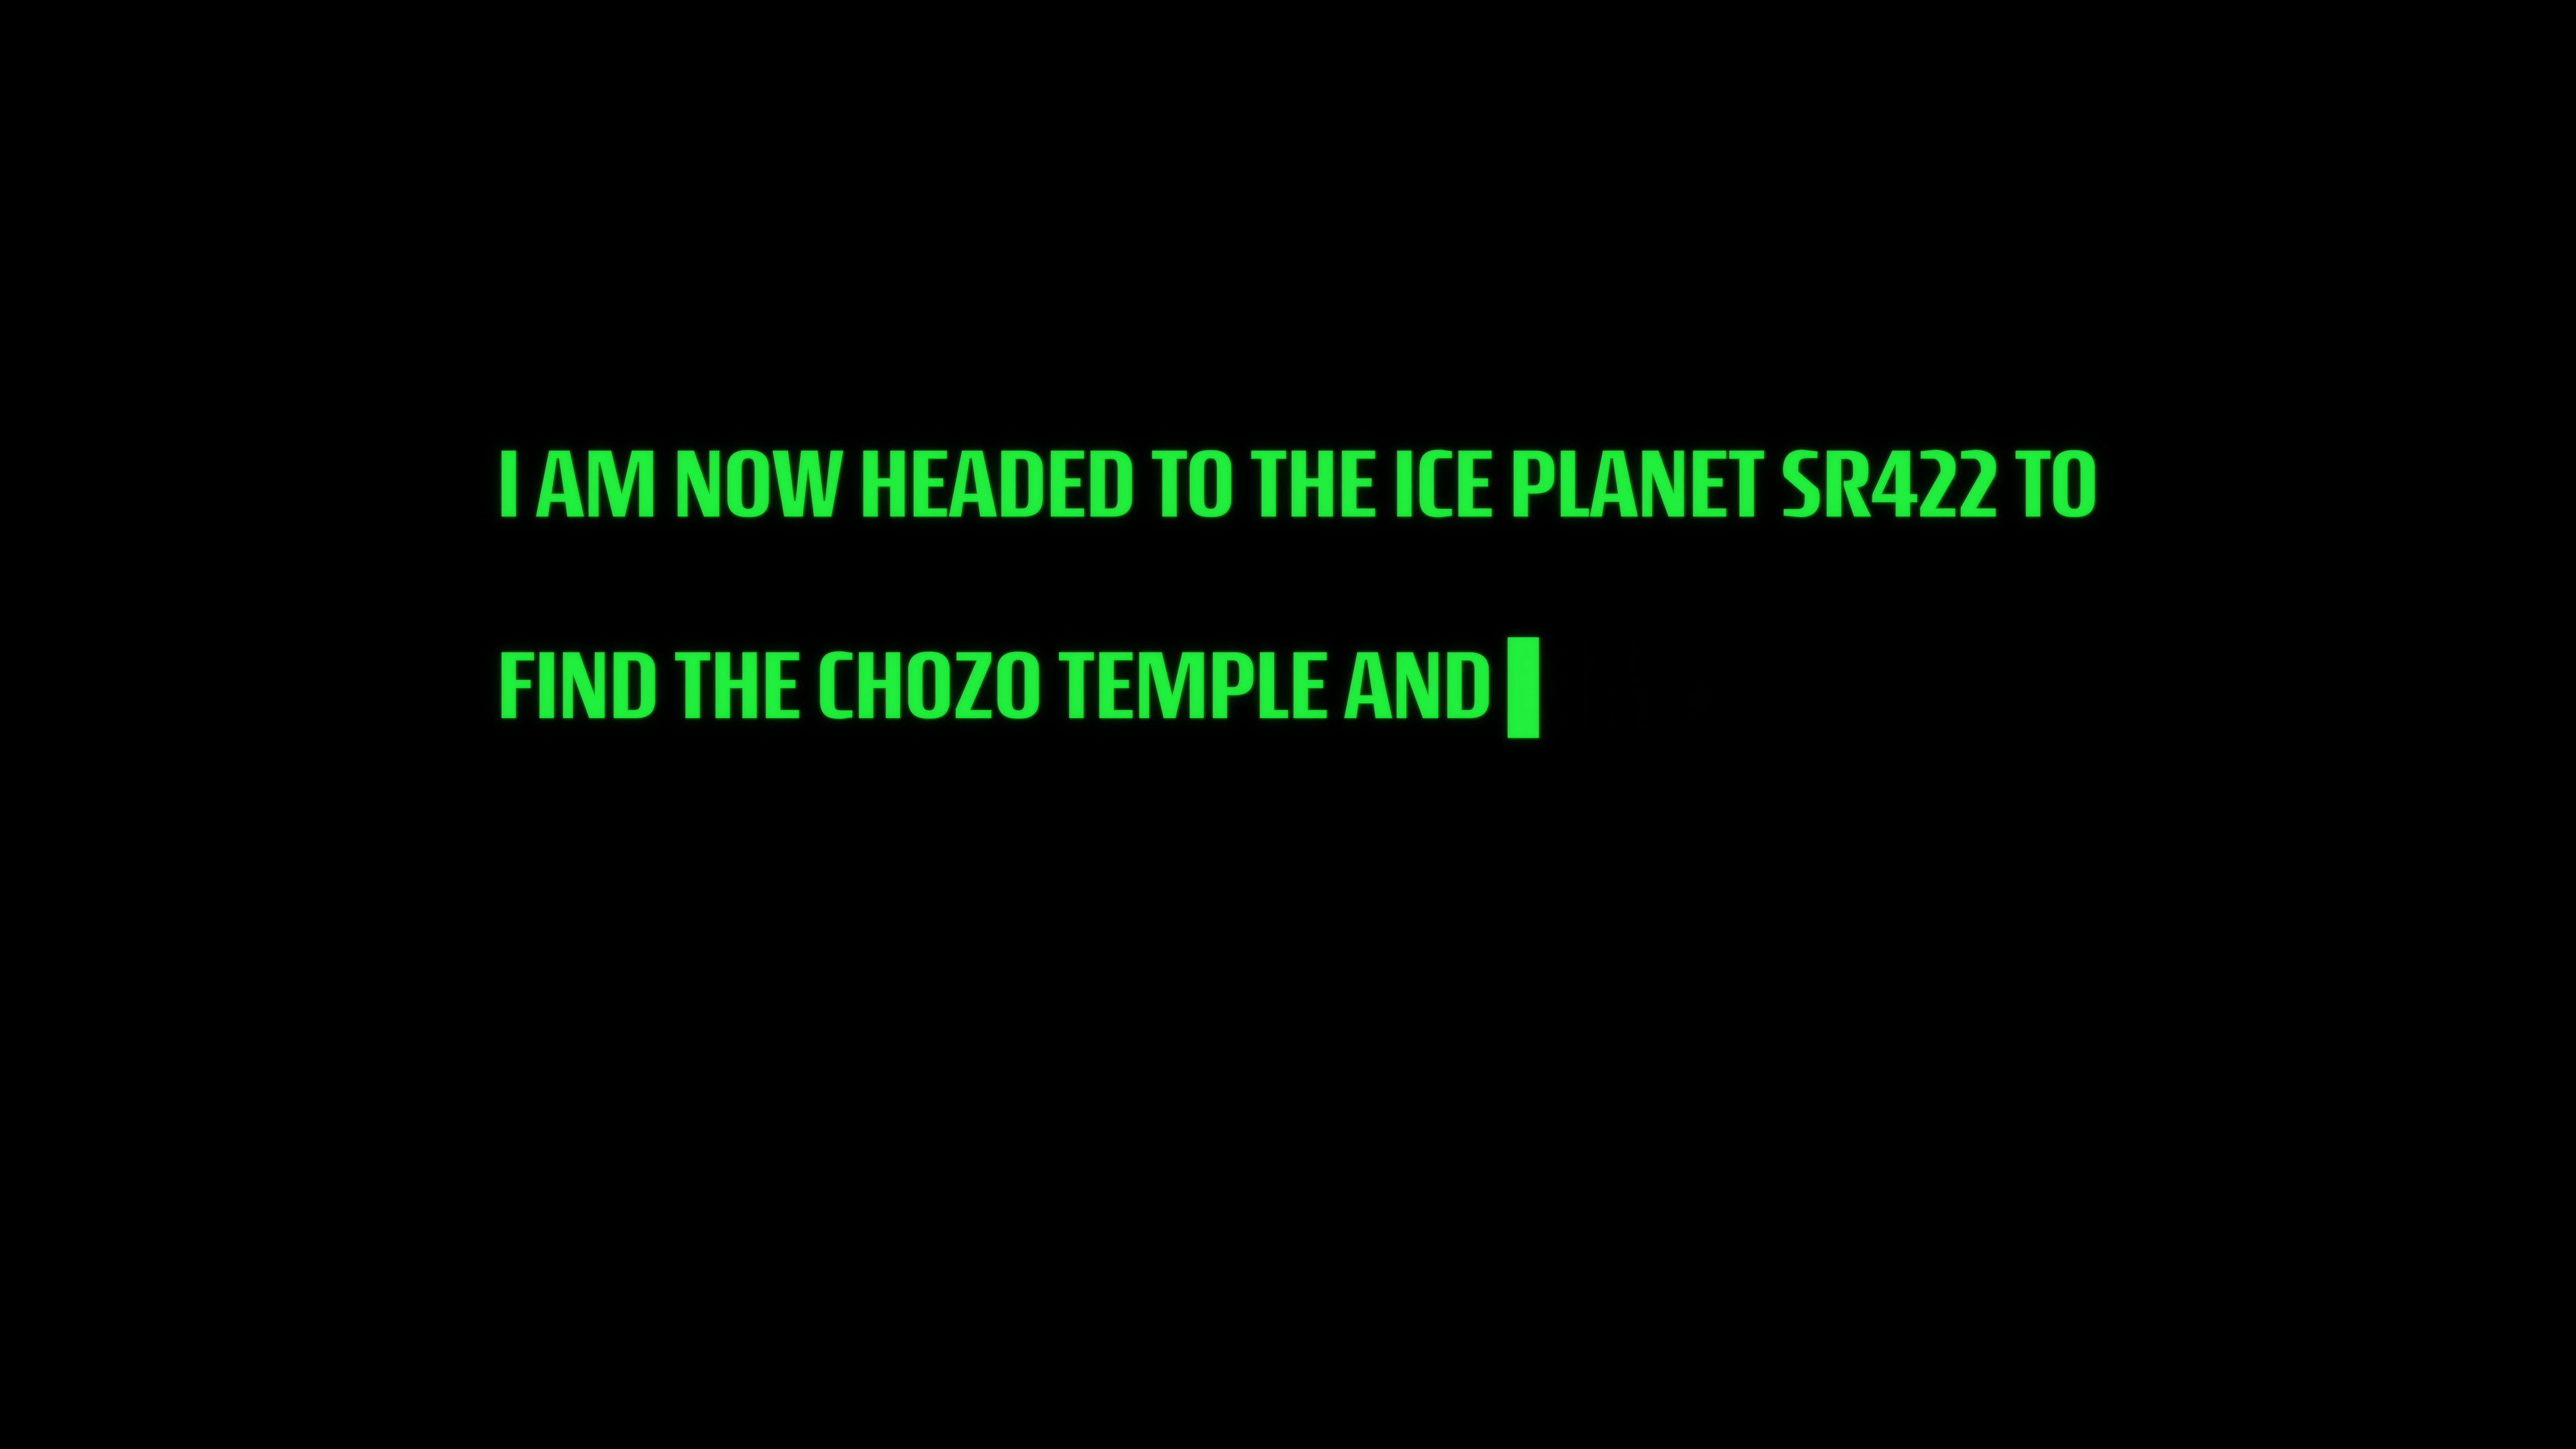 I AM NOW HEADED TO THE ICE PLANET SR422 TO
FIND THE CHOZO TEMPLE AND